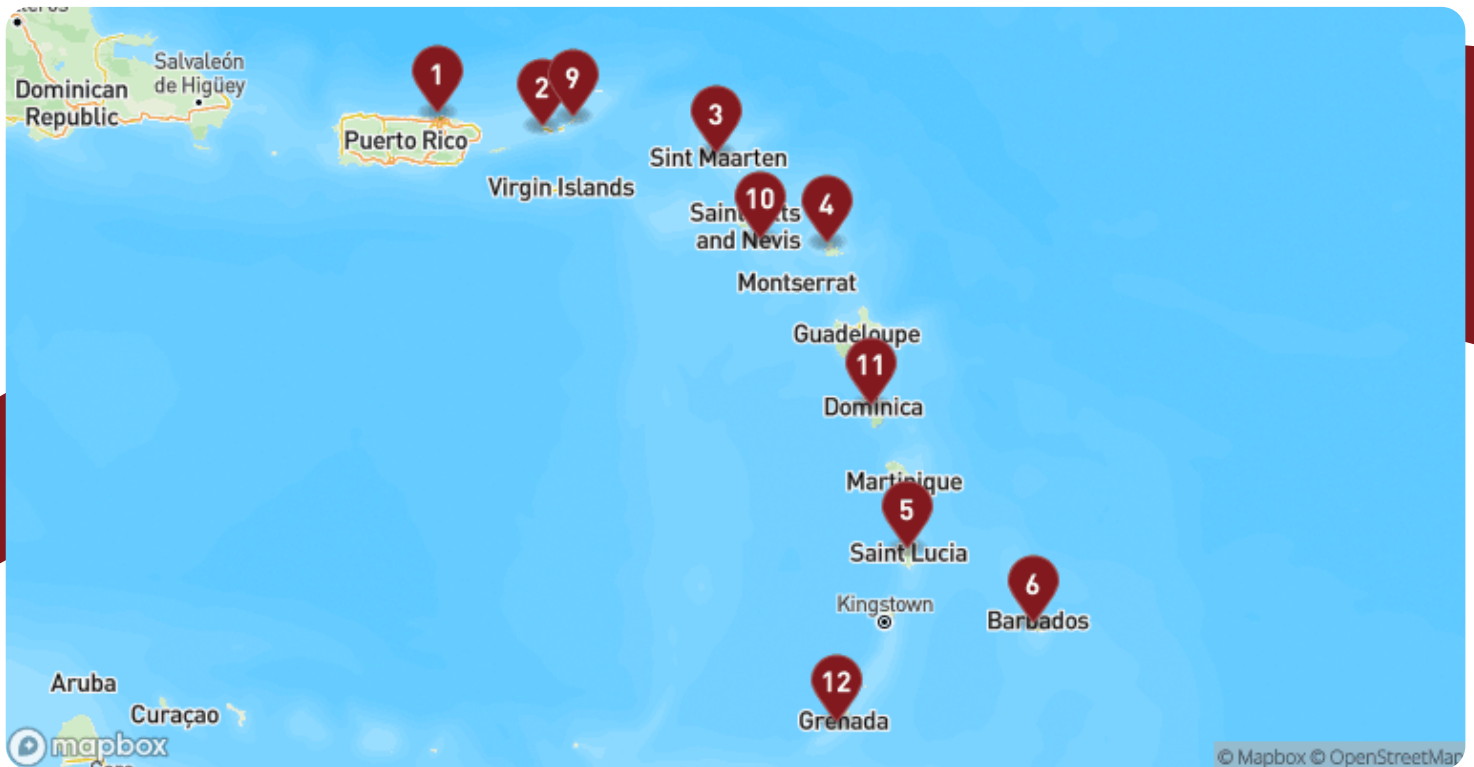 1
2
9
3
10
4
11
5
6
12
Salvaleón
de Higüey
Dominican
Republic
Puerto Rico
Virgin Islands
Sint Maarten
and Nevis
Montserrat
Guadeloupe
Dominica
Martinique
Saint Lucia
Kingstown
Barbados
Grenada
Aruba
Curaçao
mapbox
© Mapbox © OpenStreetMap